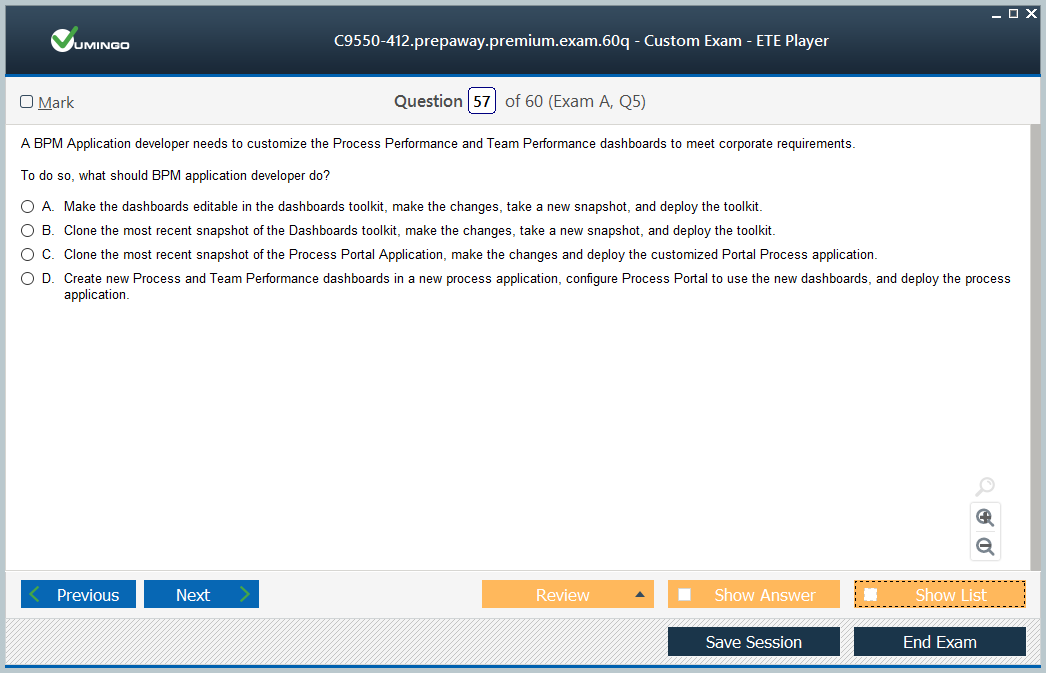 VUMINGO
C9550-412.prepaway.premium.exam.60q - Custom Exam - ETE Player
Mark
Question 57 of 60 (Exam A, Q5)
A BPM Application developer needs to customize the Process Performance and Team Performance dashboards to meet corporate requirements.
To do so, what should BPM application developer do?
A. Make the dashboards editable in the dashboards toolkit, make the changes, take a new snapshot, and deploy the toolkit.
B. Clone the most recent snapshot of the Dashboards toolkit, make the changes, take a new snapshot, and deploy the toolkit.
C. Clone the most recent snapshot of the Process Portal Application, make the changes and deploy the customized Portal Process application.
D. Create new Process and Team Performance dashboards in a new process application, configure Process Portal to use the new dashboards, and deploy the process
application.
Previous Next Review Show Answer Show List
Save Session End Exam